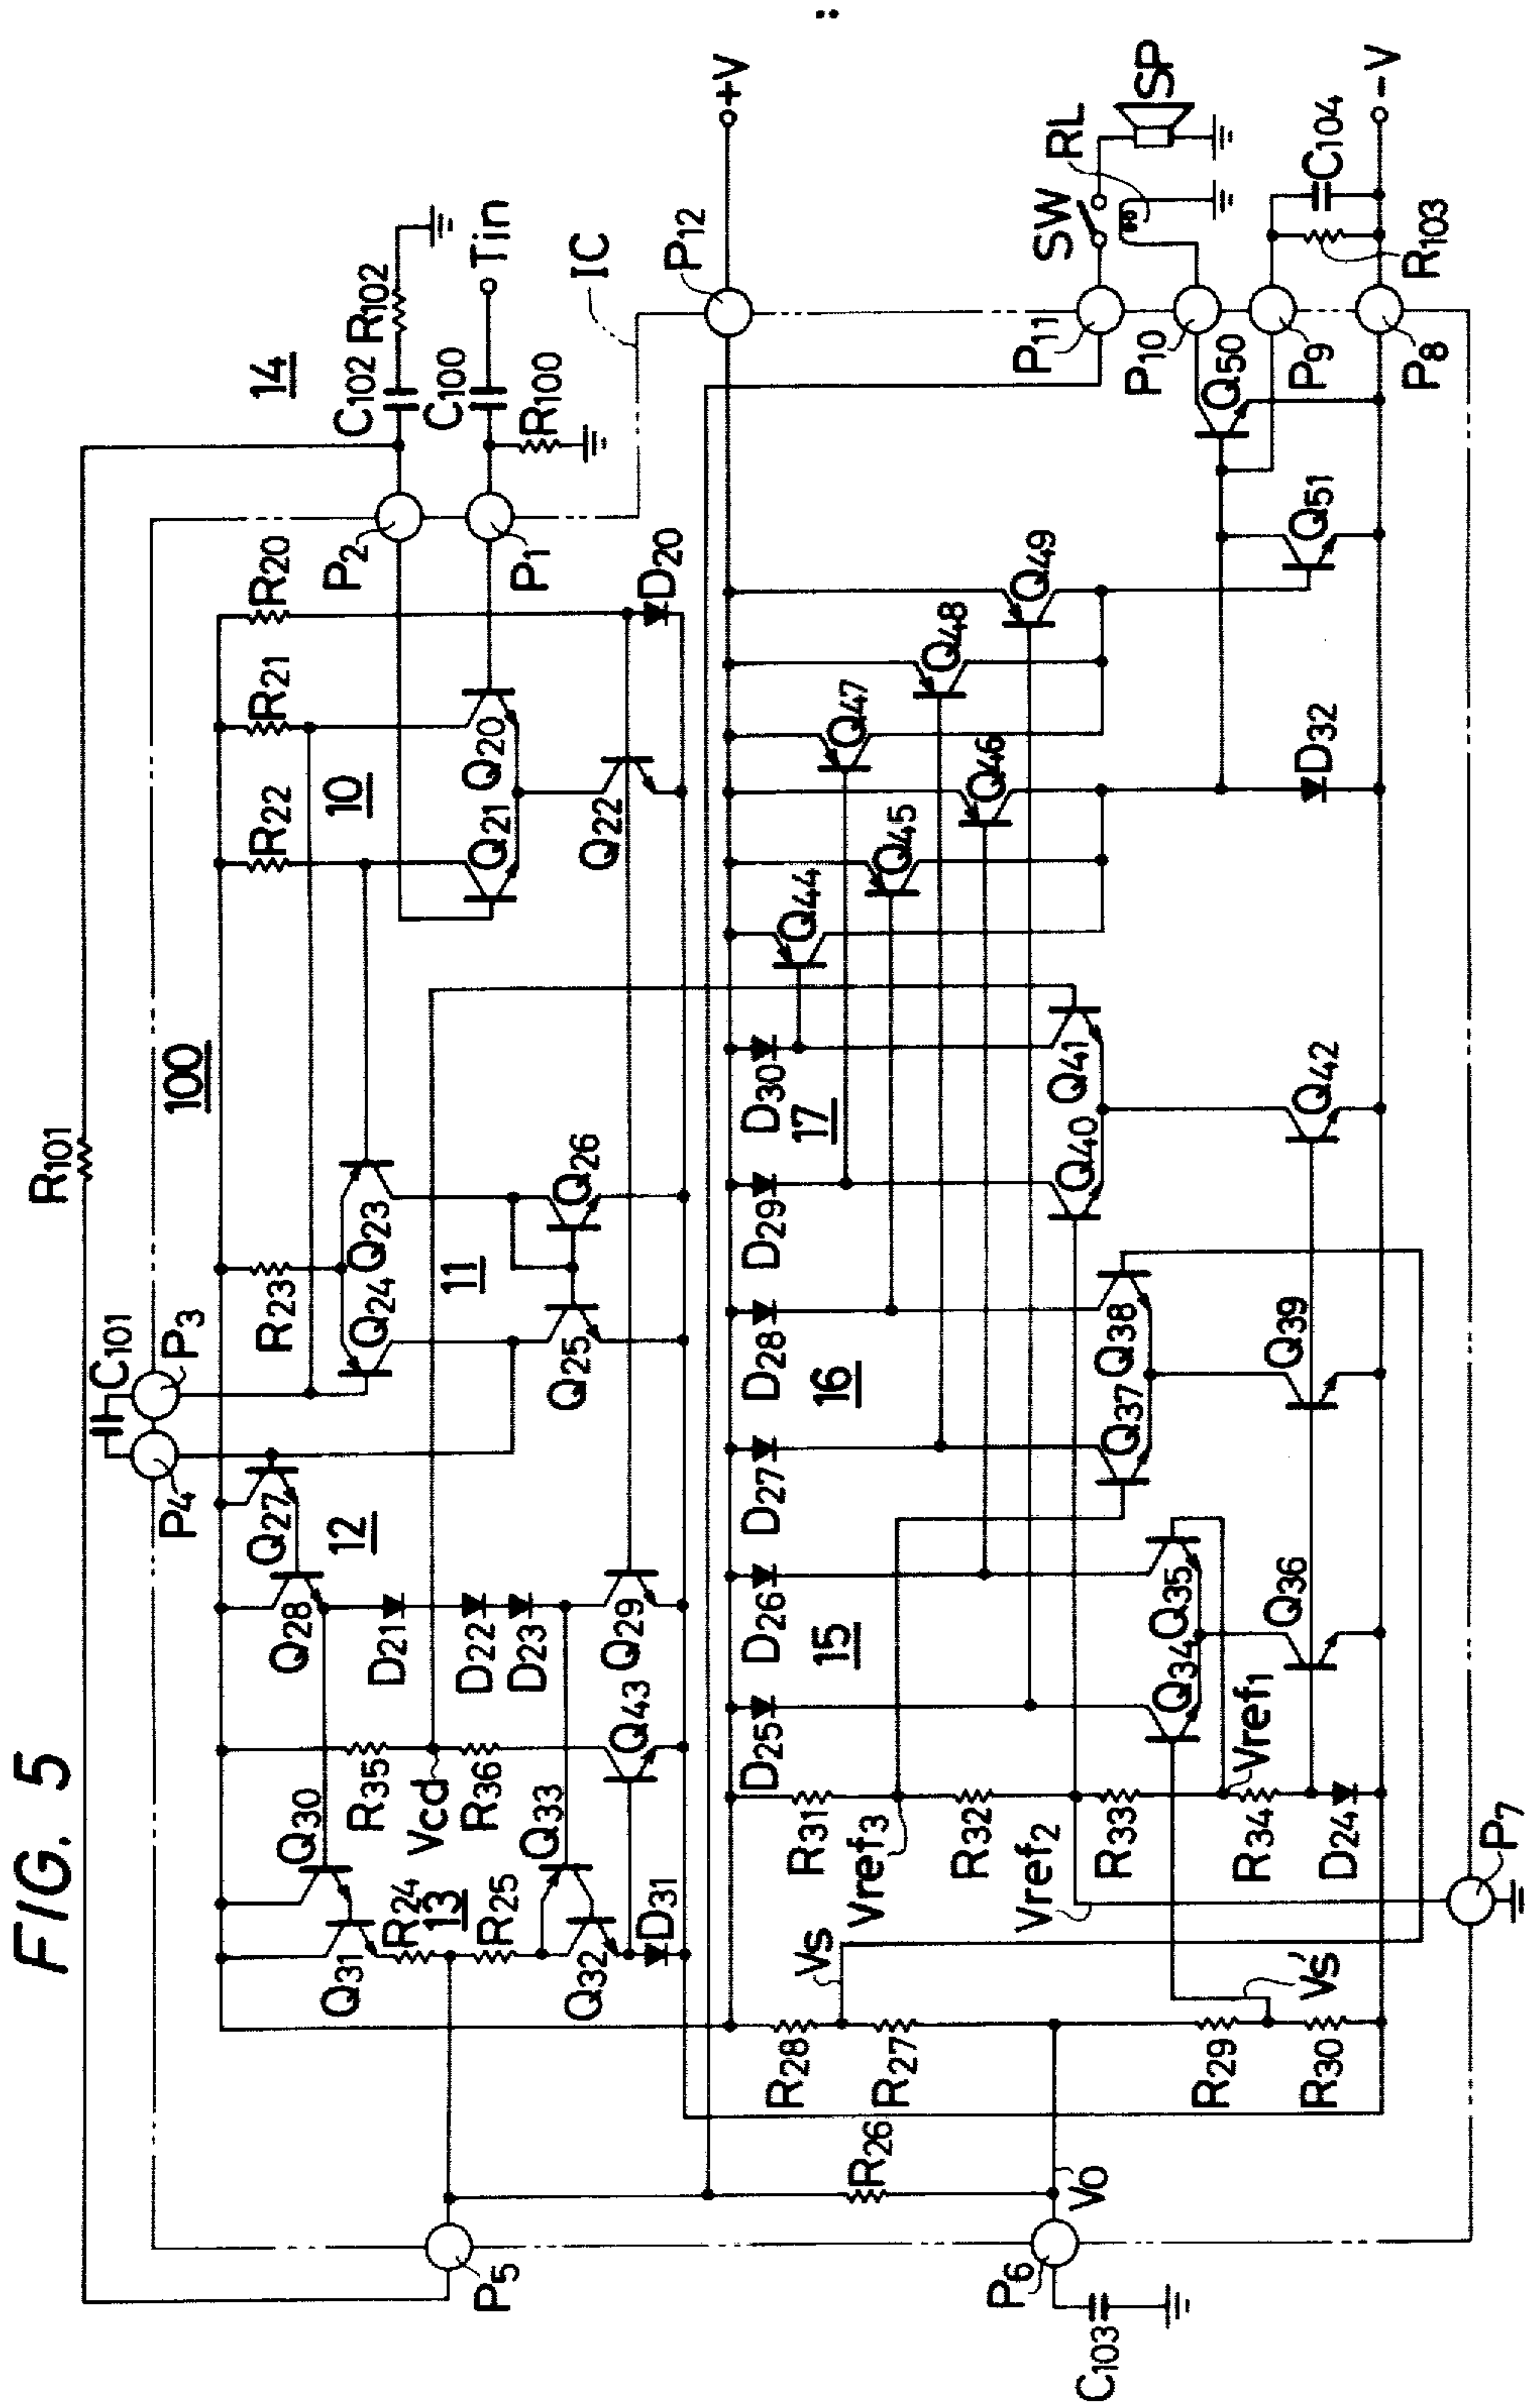 FIG. 5
R101
C101
P4
P3
100
14
R22
R21
R20
C102
R102
P2
C100
Tin
R100
P1
IC
10
Q21
Q20
Q22
D20
R23
Q24
Q23
11
Q25
Q26
Q27
12
Q28
D21
D22
D23
Q29
Q30
Q31
R24
13
R25
R35
Vcd
R36
Q33
Q32
Q43
D31
P5
R26
Vo
P6
C103
R28
Vs
R27
R29
Vs'
R30
R31
Vref3
R32
Vref2
R33
Vref1
R34
D24
P7
D25
D26
15
Q34
Q35
Q36
D27
D28
16
Q37
Q38
Q39
D29
D30
17
Q40
Q41
Q42
Q44
Q45
Q46
Q47
Q48
Q49
D32
Q51
Q50
P12
+V
P11
P10
P9
P8
SW
RL
SP
C104
R103
-V